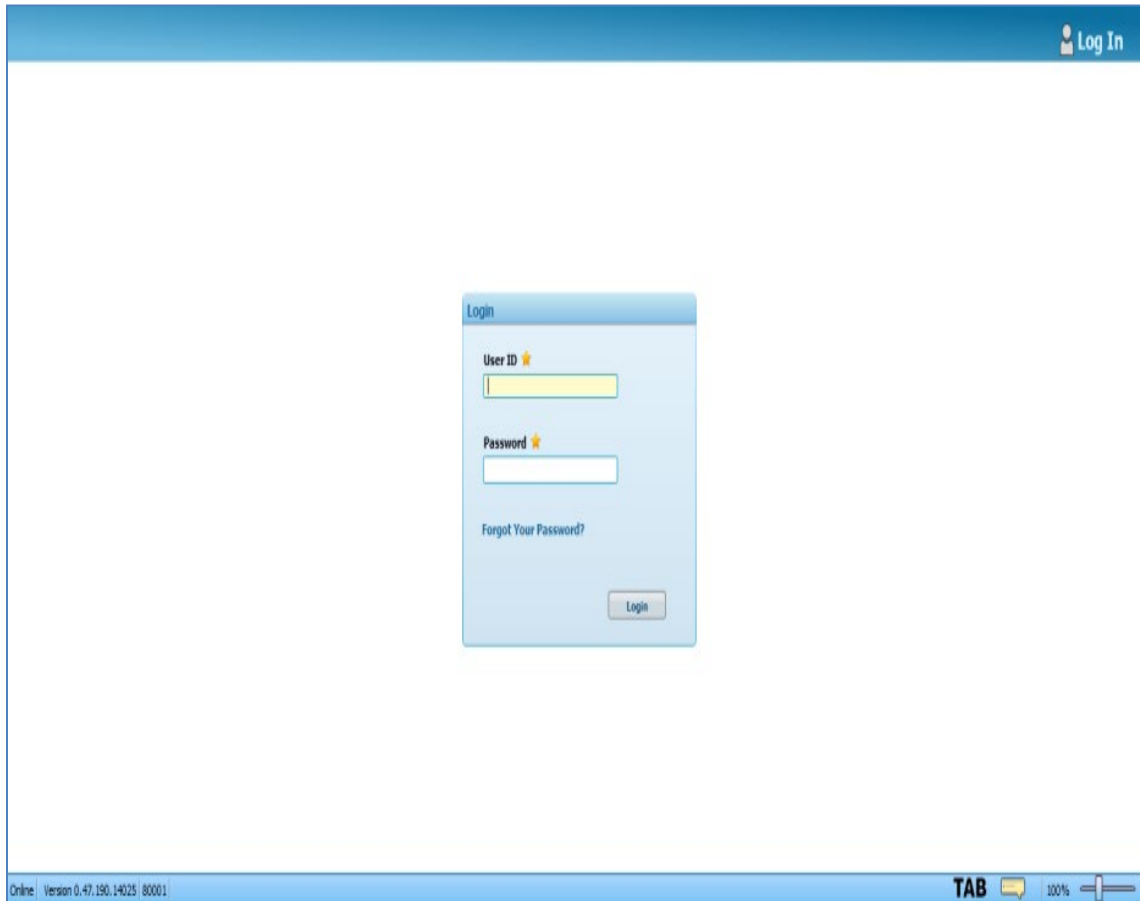 Log In
Login
User ID
Password
Forgot Your Password?
Login
Online Version 0.47.190.14025 80001 TAB 100%